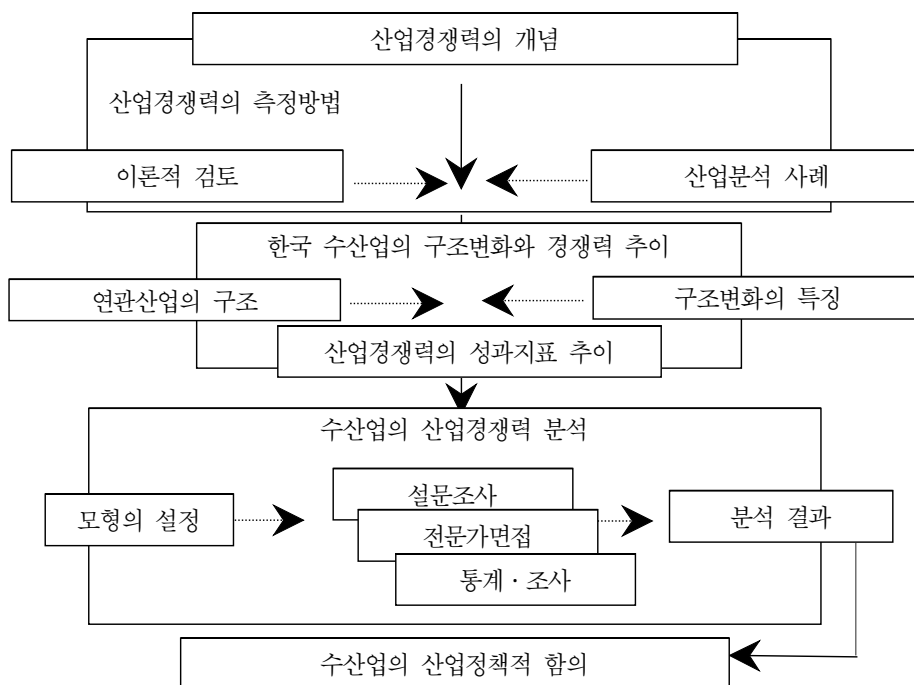 산업경쟁력의 개념
산업경쟁력의 측정방법
이론적 검토
산업분석 사례
한국 수산업의 구조변화와 경쟁력 추이
연관산업의 구조
구조변화의 특징
산업경쟁력의 성과지표 추이
수산업의 산업경쟁력 분석
모형의 설정
설문조사
전문가면접
통계·조사
분석 결과
수산업의 산업정책적 함의